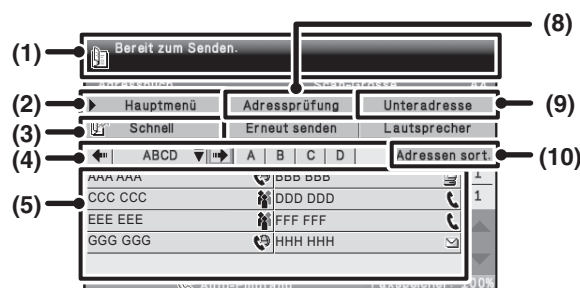 (8)
(1) Bereit zum Senden.
(2) Hauptmenü Adressprüfung Unteradresse (9)
(3) Schnell Erneut senden Lautsprecher
(4) ABCD A B C D Adressen sort. (10)
AAA AAA BBB BBB 1
(5) CCC CCC DDD DDD 1
EEE EEE FFF FFF
GGG GGG HHH HHH